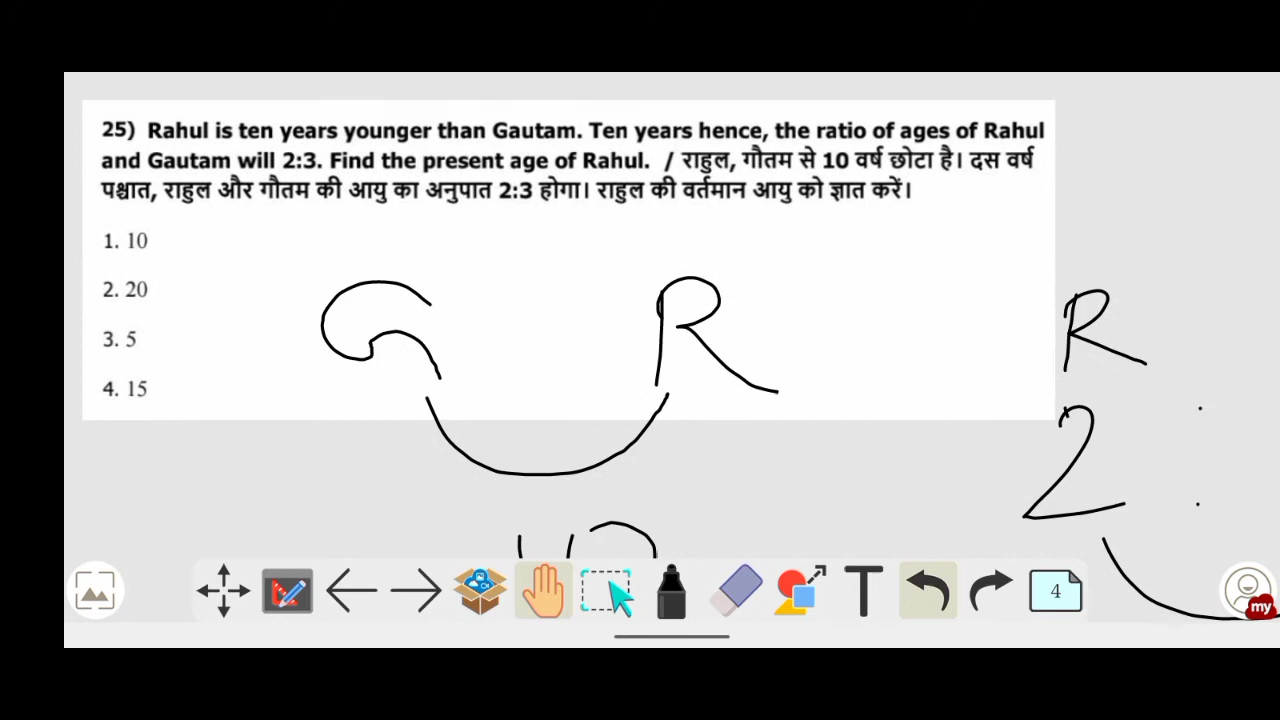 25) Rahul is ten years younger than Gautam. Ten years hence, the ratio of ages of Rahul
and Gautam will 2:3. Find the present age of Rahul. / राहुल, गौतम से 10 वर्ष छोटा है। दस वर्ष
पश्चात, राहुल और गौतम की आयु का अनुपात 2:3 होगा। राहुल की वर्तमान आयु को ज्ञात करें।
1. 10
2. 20
3. 5
4. 15
G R
R
2 :
T
4
my